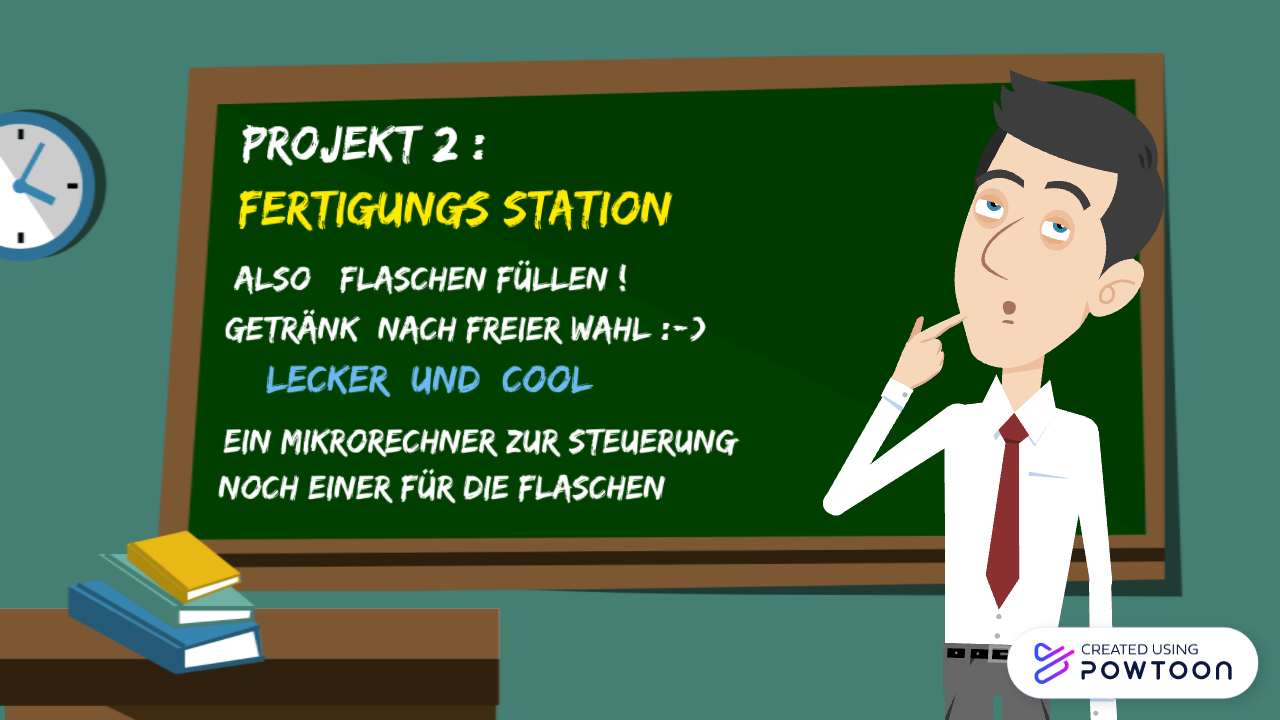 PROJEKT 2 :
FERTIGUNGS STATION
ALSO FLASCHEN FÜLLEN !
GETRÄNK NACH FREIER WAHL :-)
LECKER UND COOL
EIN MIKRORECHNER ZUR STEUERUNG
NOCH EINER FÜR DIE FLASCHEN
CREATED USING
POWTOON